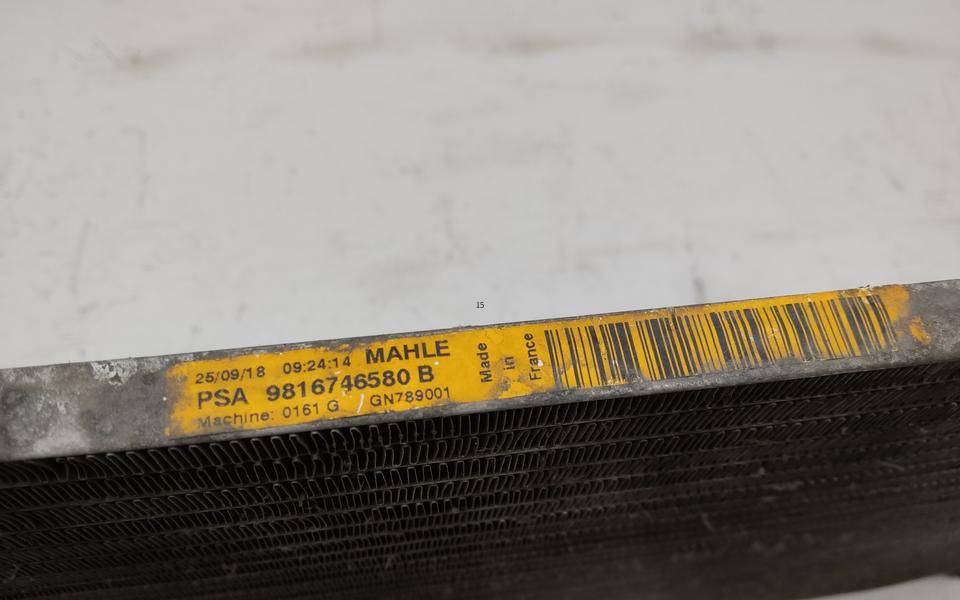 15
25/09/18 09:24:14 MAHLE
PSA 9816746580 B
Machine: 0161 G GN789001
Made
in
France